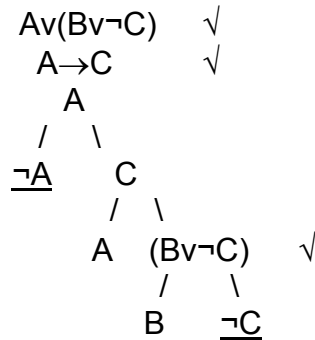 Av(Bv¬C) √
A→C √
A
/ \
¬A C
/ \
A (Bv¬C) √
/ \
B ¬C